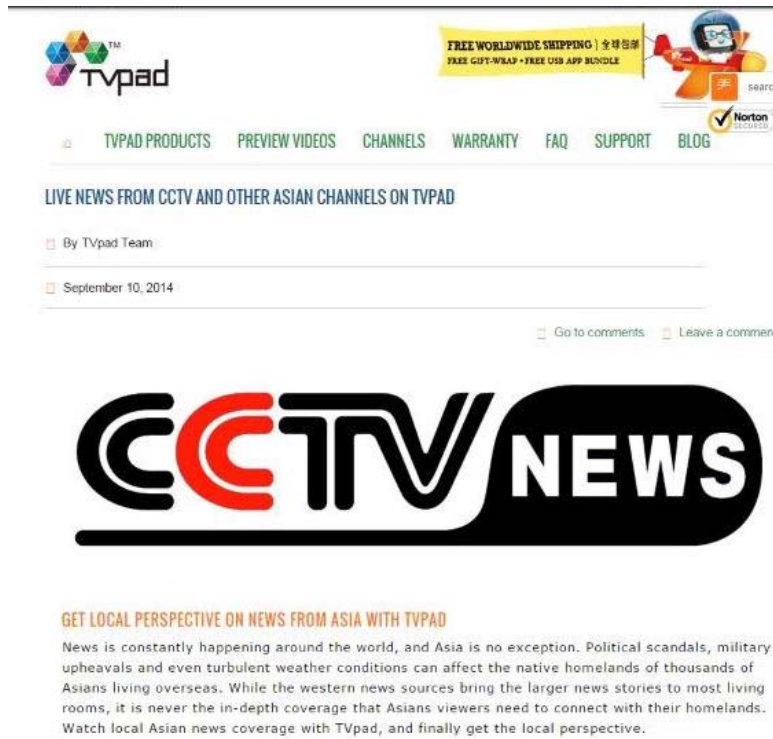 TVpad TM
FREE WORLDWIDE SHIPPING | 全球包郵
FREE GIFT-WRAP • FREE USB APP BUNDLE
searc
Norton
SECURED
TVPAD PRODUCTS PREVIEW VIDEOS CHANNELS WARRANTY FAQ SUPPORT BLOG
LIVE NEWS FROM CCTV AND OTHER ASIAN CHANNELS ON TVPAD
By TVpad Team
September 10, 2014
Go to comments Leave a commen
CCTV NEWS
GET LOCAL PERSPECTIVE ON NEWS FROM ASIA WITH TVPAD
News is constantly happening around the world, and Asia is no exception. Political scandals, military
upheavals and even turbulent weather conditions can affect the native homelands of thousands of
Asians living overseas. While the western news sources bring the larger news stories to most living
rooms, it is never the in-depth coverage that Asians viewers need to connect with their homelands.
Watch local Asian news coverage with TVpad, and finally get the local perspective.